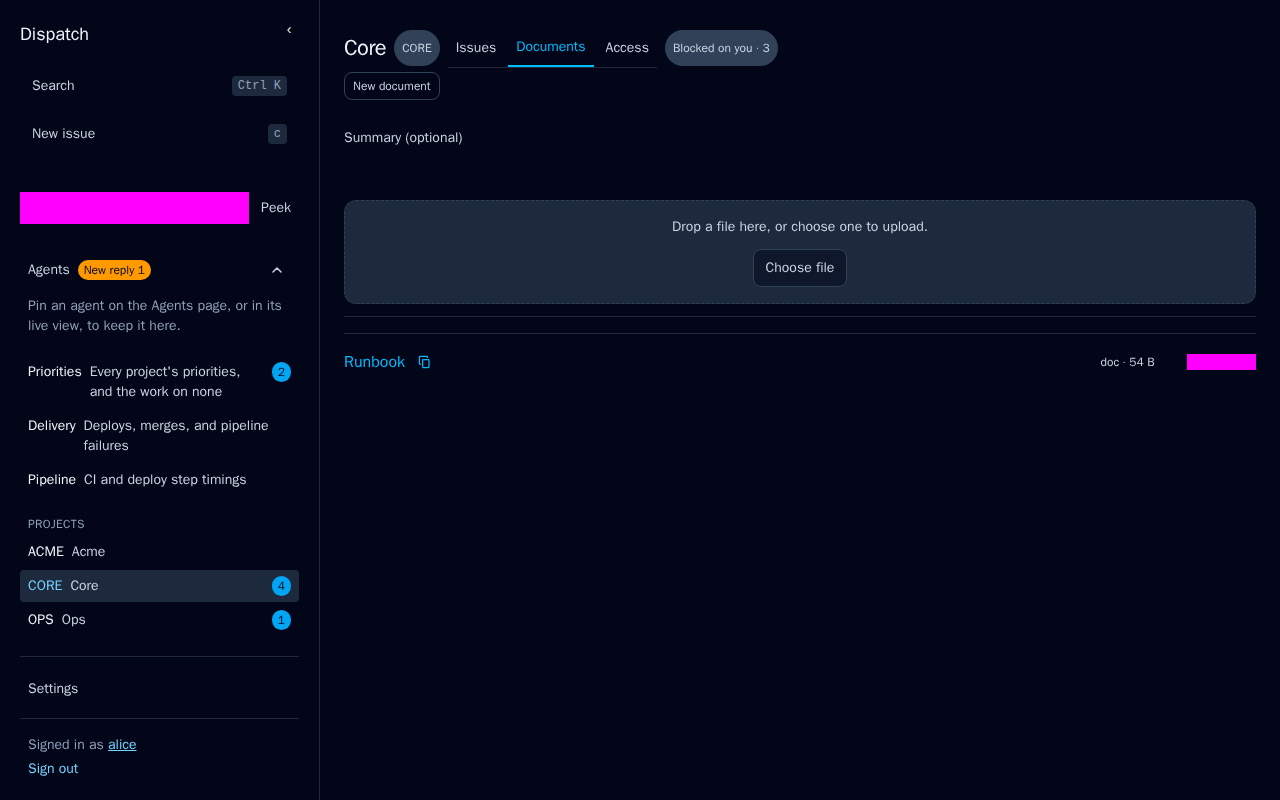 Dispatch
Search Ctrl K
New issue C
Peek
Agents New reply 1
Pin an agent on the Agents page, or in its
live view, to keep it here.
Priorities Every project's priorities,
and the work on none
2
Delivery Deploys, merges, and pipeline
failures
Pipeline CI and deploy step timings
PROJECTS
ACME Acme
CORE Core 4
OPS Ops 1
Settings
Signed in as alice
Sign out
Core CORE Issues Documents Access Blocked on you · 3
New document
Summary (optional)
Drop a file here, or choose one to upload.
Choose file
Runbook doc · 54 B